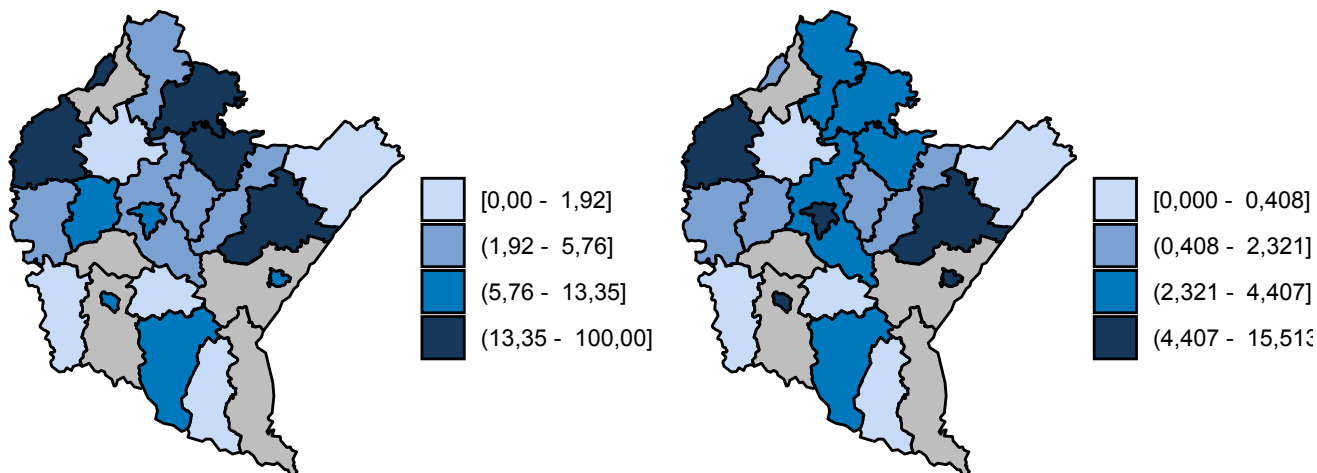 [0,00 - 1,92]
(1,92 - 5,76]
(5,76 - 13,35]
(13,35 - 100,00]
[0,000 - 0,408]
(0,408 - 2,321]
(2,321 - 4,407]
(4,407 - 15,513